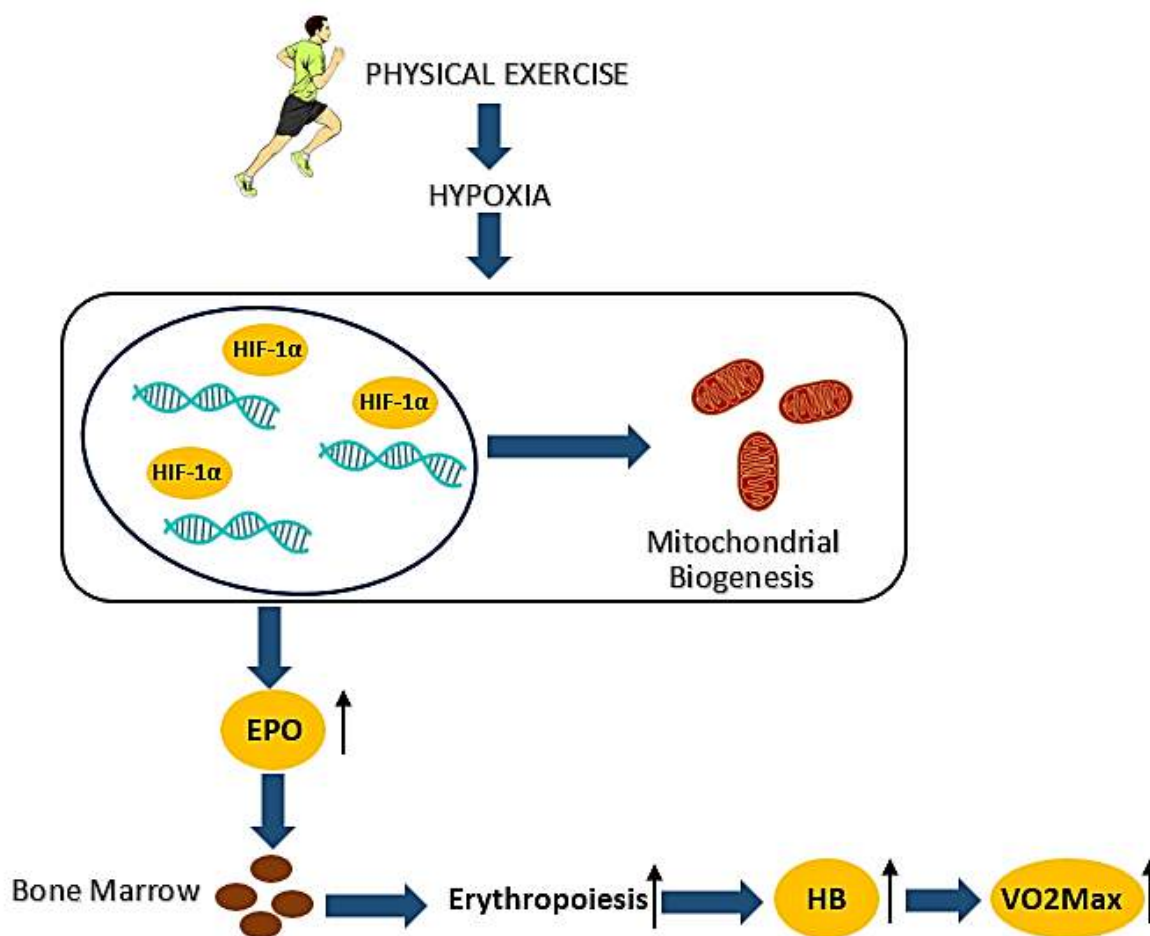 PHYSICAL EXERCISE
HYPOXIA
HIF-1α
HIF-1α
HIF-1α
Mitochondrial
Biogenesis
EPO
Bone Marrow
Erythropoiesis
HB
VO2Max